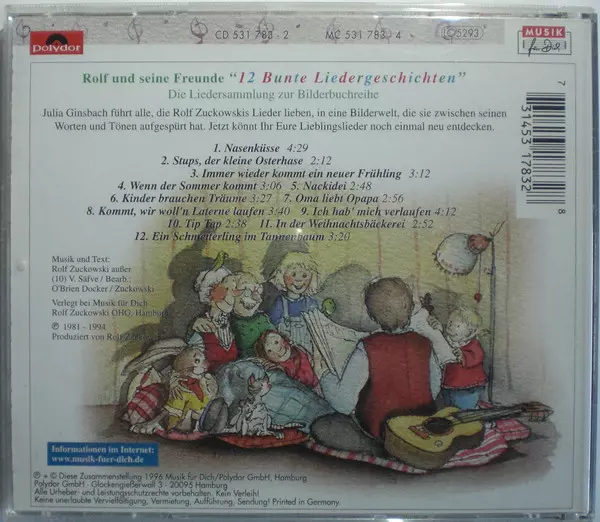 Polydor
CD 531 783 - 2
MC 531 783 - 4
LC 5293
MUSIK
für Dich
Rolf und seine Freunde "12 Bunte Liedergeschichten"
Die Liedersammlung zur Bilderbuchreihe
Julia Ginsbach führt alle, die Rolf Zuckowskis Lieder lieben, in eine Bilderwelt, die sie zwischen seinen
Worten und Tönen aufgespürt hat. Jetzt könnt Ihr Eure Lieblingslieder noch einmal neu entdecken.
1. Nasenküsse 4:29
2. Stups, der kleine Osterhase 2:12
3. Immer wieder kommt ein neuer Frühling 3:12
4. Wenn der Sommer kommt 3:06 5. Nackidei 2:48
6. Kinder brauchen Träume 3:27 7. Oma liebt Opapa 2:56
8. Kommt, wir woll'n Laterne laufen 3:40 9. Ich hab' mich verlaufen 4:12
10. Tip Tap 2:38 11. In der Weihnachtsbäckerei 2:52
12. Ein Schmetterling im Tannenbaum 3:20
7 31453 17832 8
Musik und Text:
Rolf Zuckowski außer
(10) V. Säfve / Bearb.:
O'Brien Docker / Zuckowski
Verlegt bei Musik für Dich
Rolf Zuckowski OHG, Hamburg
℗ 1981 - 1994
Produziert von Rolf
Informationen im Internet:
www.musik-fuer-dich.de
℗ + © Diese Zusammenstellung 1996 Musik für Dich/Polydor GmbH, Hamburg
Polydor GmbH · Glockengießerwall 3 - 20095 Hamburg
Alle Urheber- und Leistungsschutzrechte vorbehalten. Kein Verleih!
Keine unerlaubte Vervielfältigung, Vermietung, Aufführung, Sendung! Printed in Germany.